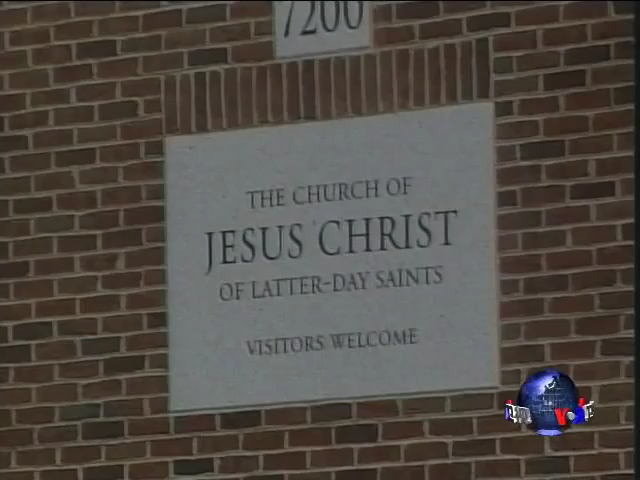 7200
THE CHURCH OF
JESUS CHRIST
OF LATTER-DAY SAINTS
VISITORS WELCOME